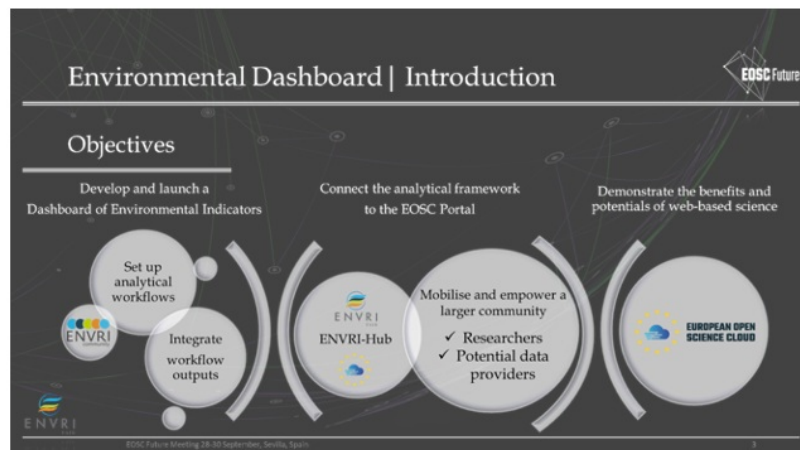 Environmental Dashboard| Introduction
EOSC Future
Objectives
Develop and launch a
Dashboard of Environmental Indicators
Set up
analytical
workflows
ENVRI
community
Integrate
workflow
outputs
Connect the analytical framework
to the EOSC Portal
ENVRI
ENVRI-Hub
Mobilise and empower a
larger community
✓ Researchers
✓ Potential data
providers
Demonstrate the benefits and
potentials of web-based science
EUROPEAN OPEN
SCIENCE CLOUD
ENVRI
EOSC Future Meeting 28-30 September, Sevilla, Spain
3